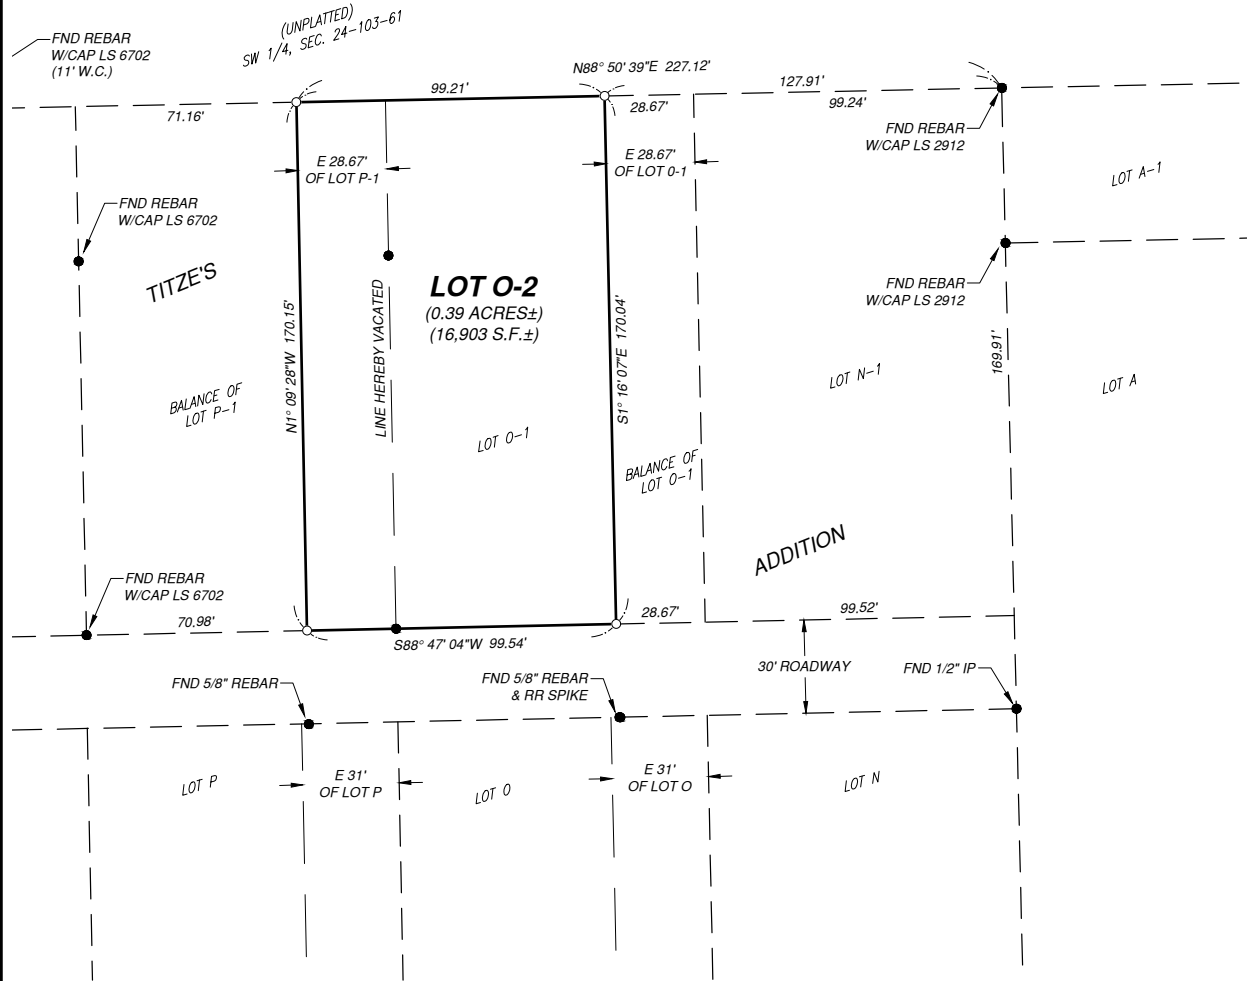 FND REBAR
W/CAP LS 6702
(11' W.C.)
(UNPLATTED)
SW 1/4, SEC. 24-103-61
N88° 50' 39"E 227.12'
99.21'
127.91'
71.16'
28.67'
99.24'
FND REBAR
W/CAP LS 2912
E 28.67'
OF LOT P-1
E 28.67'
OF LOT 0-1
LOT A-1
FND REBAR
W/CAP LS 6702
TITZE'S
LOT O-2
(0.39 ACRES±)
(16,903 S.F.±)
FND REBAR
W/CAP LS 2912
N1° 09' 28"W 170.15'
LINE HEREBY VACATED
S1° 16' 07"E 170.04'
169.91'
BALANCE OF
LOT P-1
LOT O-1
LOT N-1
LOT A
BALANCE OF
LOT O-1
ADDITION
FND REBAR
W/CAP LS 6702
70.98'
S88° 47' 04"W 99.54'
28.67'
99.52'
30' ROADWAY
FND 5/8" REBAR
FND 5/8" REBAR
& RR SPIKE
FND 1/2" IP
LOT P
E 31'
OF LOT P
LOT O
E 31'
OF LOT O
LOT N